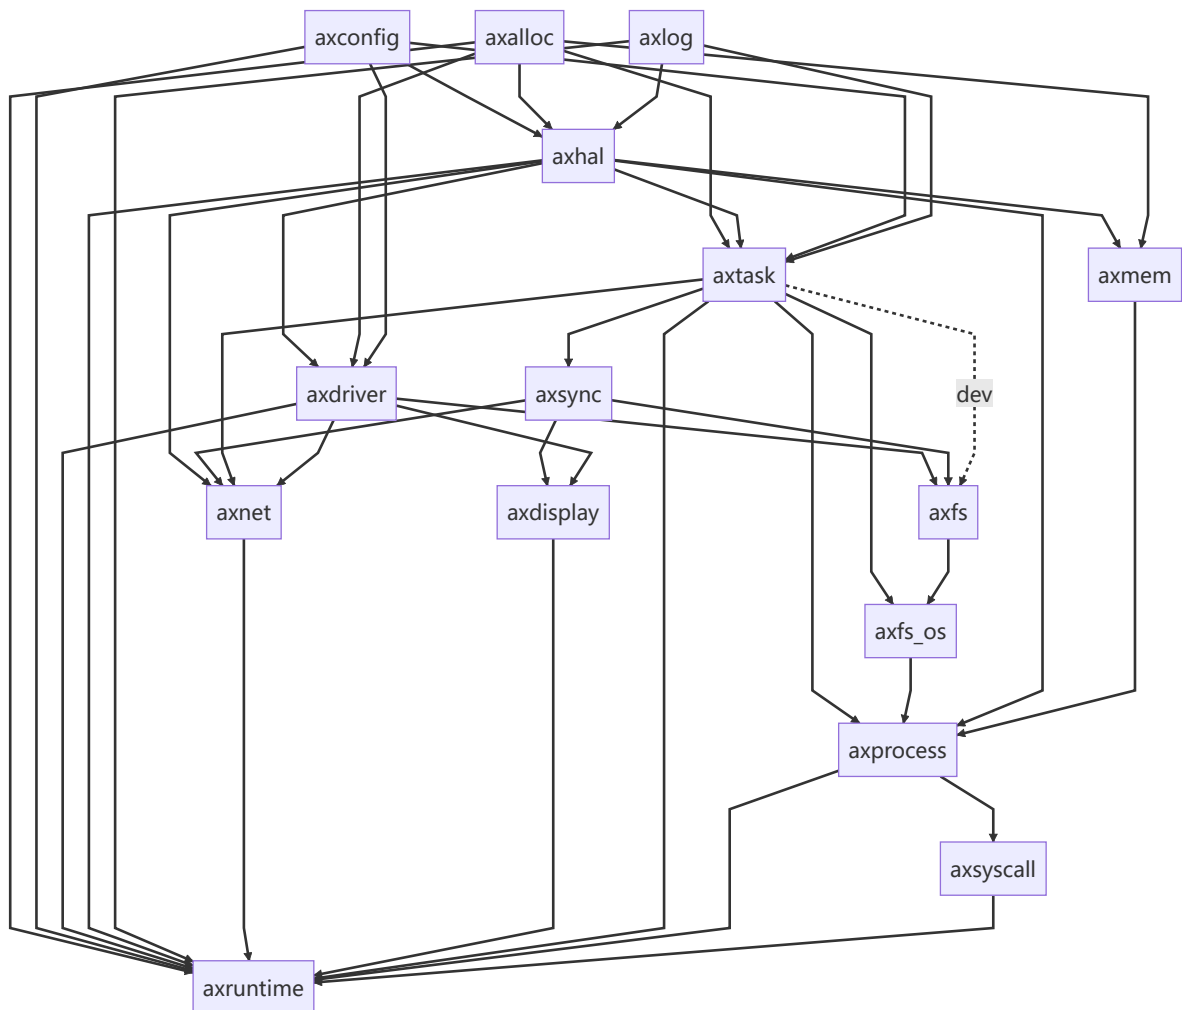 axconfig
axalloc
axlog
axhal
axtask
axmem
axdriver
axsync
dev
axnet
axdisplay
axfs
axfs_os
axprocess
axsyscall
axruntime